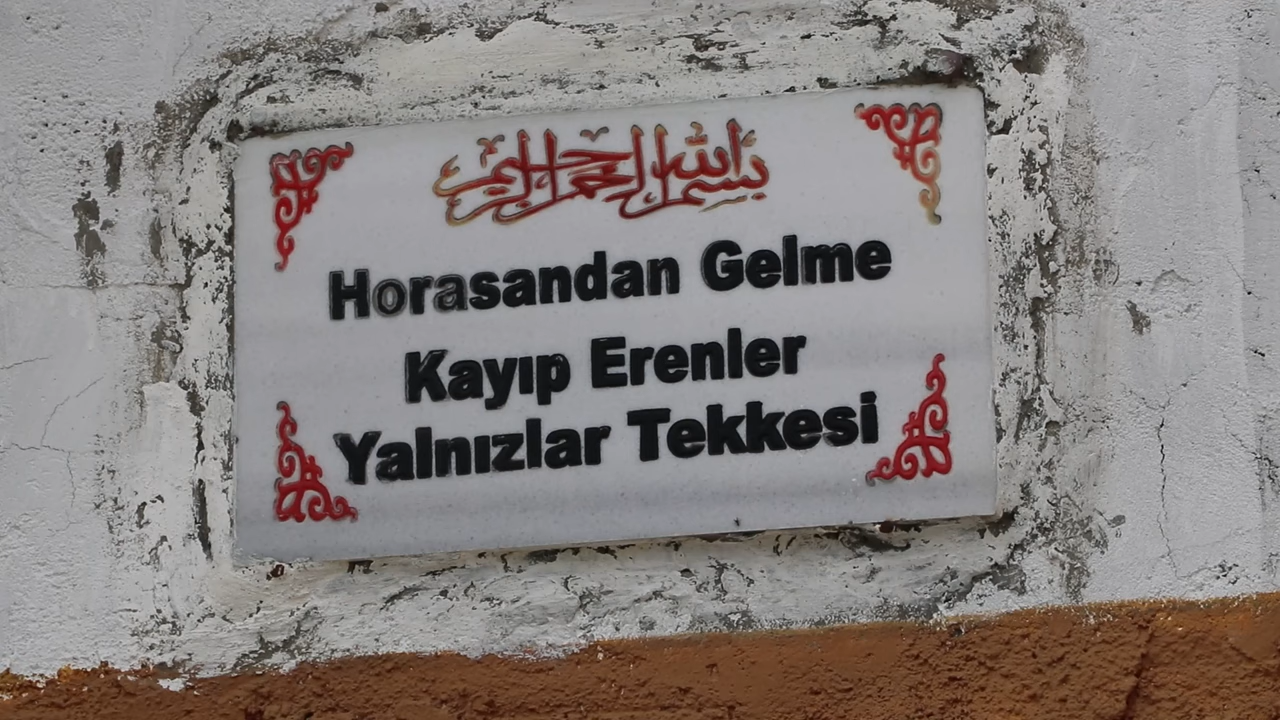 بسم الله الرحمن الرحيم
Horasandan Gelme
Kayıp Erenler
Yalnızlar Tekkesi